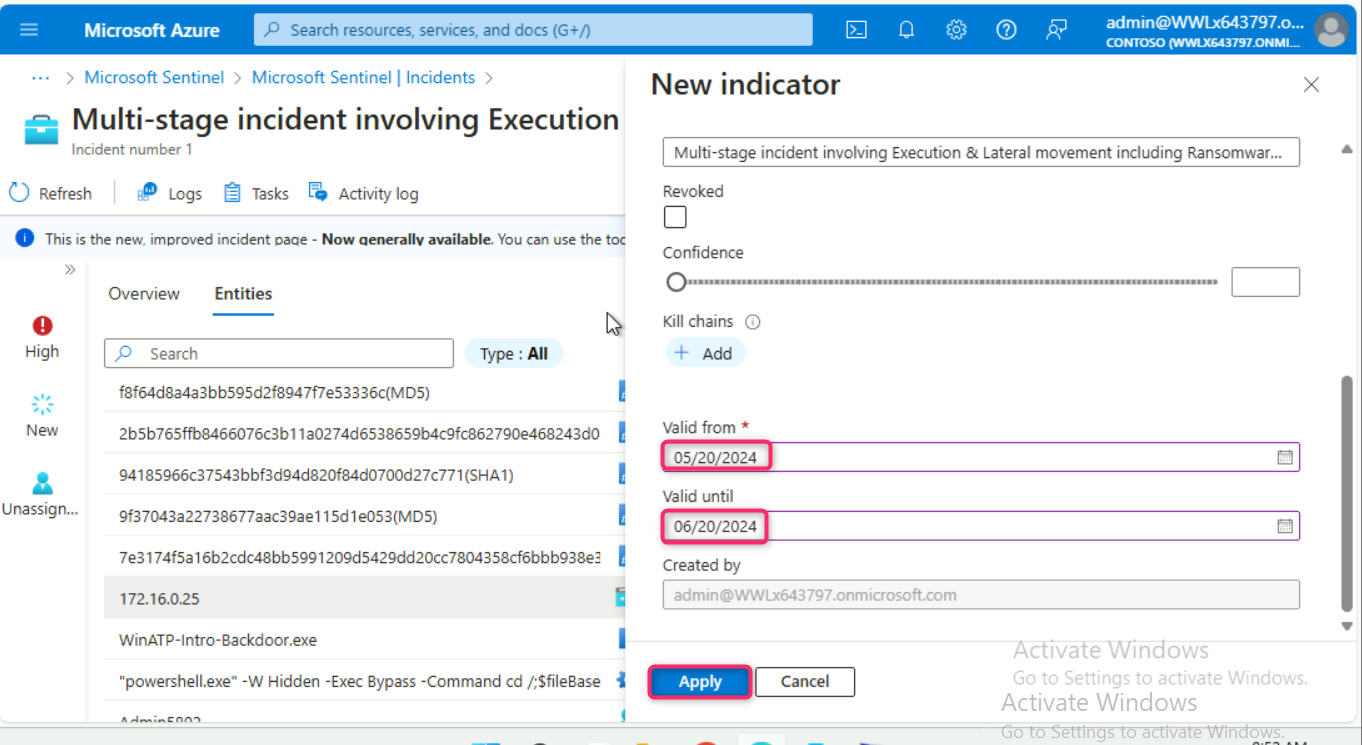 Microsoft Azure
Search resources, services, and docs (G+/)
admin@WWLx643797.o...
CONTOSO (WWLX643797.ONMI...
... > Microsoft Sentinel > Microsoft Sentinel | Incidents >
Multi-stage incident involving Execution
Incident number 1
Refresh
Logs
Tasks
Activity log
This is the new, improved incident page - Now generally available. You can use the
High
New
Unassign...
Overview
Entities
Search
Type : All
f8f64d8a4a3bb595d2f8947f7e53336c(MD5)
2b5b765ffb8466076c3b11a0274d6538659b4c9fc862790e468243d0
94185966c37543bbf3d94d820f84d0700d27c771(SHA1)
9f37043a22738677aac39ae115d1e053(MD5)
7e3174f5a16b2cdc48bb5991209d5429dd20cc7804358cf6bbb938e3
172.16.0.25
WinATP-Intro-Backdoor.exe
"powershell.exe" -W Hidden -Exec Bypass -Command cd /;$fileBase
New indicator
Multi-stage incident involving Execution & Lateral movement including Ransomwar...
Revoked
Confidence
Kill chains
+ Add
Valid from *
05/20/2024
Valid until
06/20/2024
Created by
admin@WWLx643797.onmicrosoft.com
Apply
Cancel
Activate Windows
Go to Settings to activate Windows.
Activate Windows
Go to Settings to activate Windows.